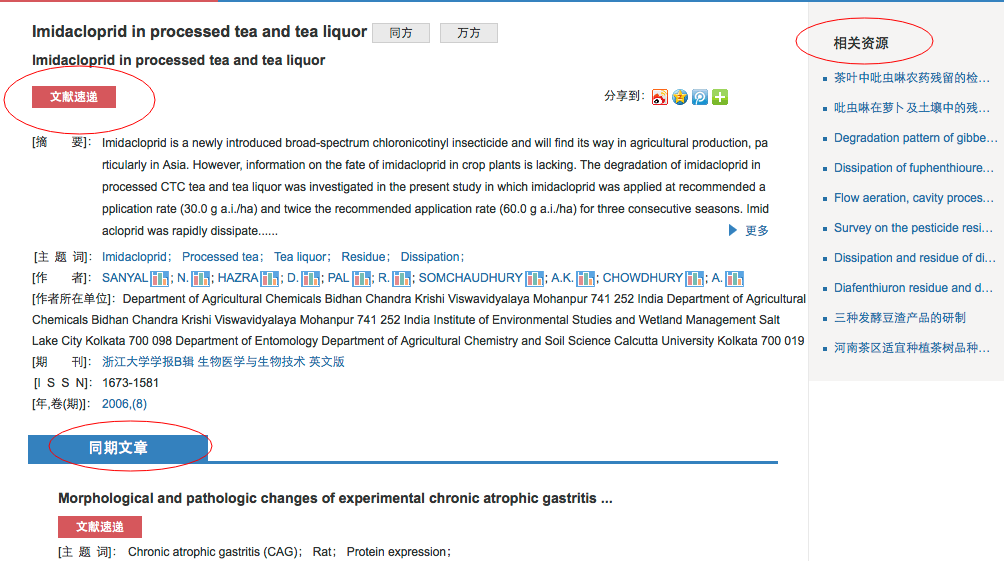 Imidacloprid in processed tea and tea liquor 同方 万方
Imidacloprid in processed tea and tea liquor
文献速递
分享到:
[摘 要]: Imidacloprid is a newly introduced broad-spectrum chloronicotinyl insecticide and will find its way in agricultural production, pa
rticularly in Asia. However, information on the fate of imidacloprid in crop plants is lacking. The degradation of imidacloprid in
processed CTC tea and tea liquor was investigated in the present study in which imidacloprid was applied at recommended a
pplication rate (30.0 g a.i./ha) and twice the recommended application rate (60.0 g a.i./ha) for three consecutive seasons. Imid
acloprid was rapidly dissipate......
更多
[主 题 词]: Imidacloprid; Processed tea; Tea liquor; Residue; Dissipation;
[作 者]: SANYAL; N. HAZRA; D. PAL; R. SOMCHAUDHURY; A.K. CHOWDHURY; A.
[作者所在单位]: Department of Agricultural Chemicals Bidhan Chandra Krishi Viswavidyalaya Mohanpur 741 252 India Department of Agricultural
Chemicals Bidhan Chandra Krishi Viswavidyalaya Mohanpur 741 252 India Institute of Environmental Studies and Wetland Management Salt
Lake City Kolkata 700 098 Department of Entomology Department of Agricultural Chemistry and Soil Science Calcutta University Kolkata 700 019
[期 刊]: 浙江大学学报B辑 生物医学与生物技术 英文版
[I S S N]: 1673-1581
[年,卷(期)]: 2006,(8)
同期文章
Morphological and pathologic changes of experimental chronic atrophic gastritis ...
文献速递
[主 题 词]: Chronic atrophic gastritis (CAG); Rat; Protein expression;
相关资源
茶叶中吡虫啉农药残留的检...
吡虫啉在萝卜及土壤中的残...
Degradation pattern of gibbe...
Dissipation of fuphenthioure...
Flow aeration, cavity proces...
Survey on the pesticide resi...
Dissipation and residue of di...
Diafenthiuron residue and d...
三种发酵豆渣产品的研制
河南茶区适宜种植茶树品种...